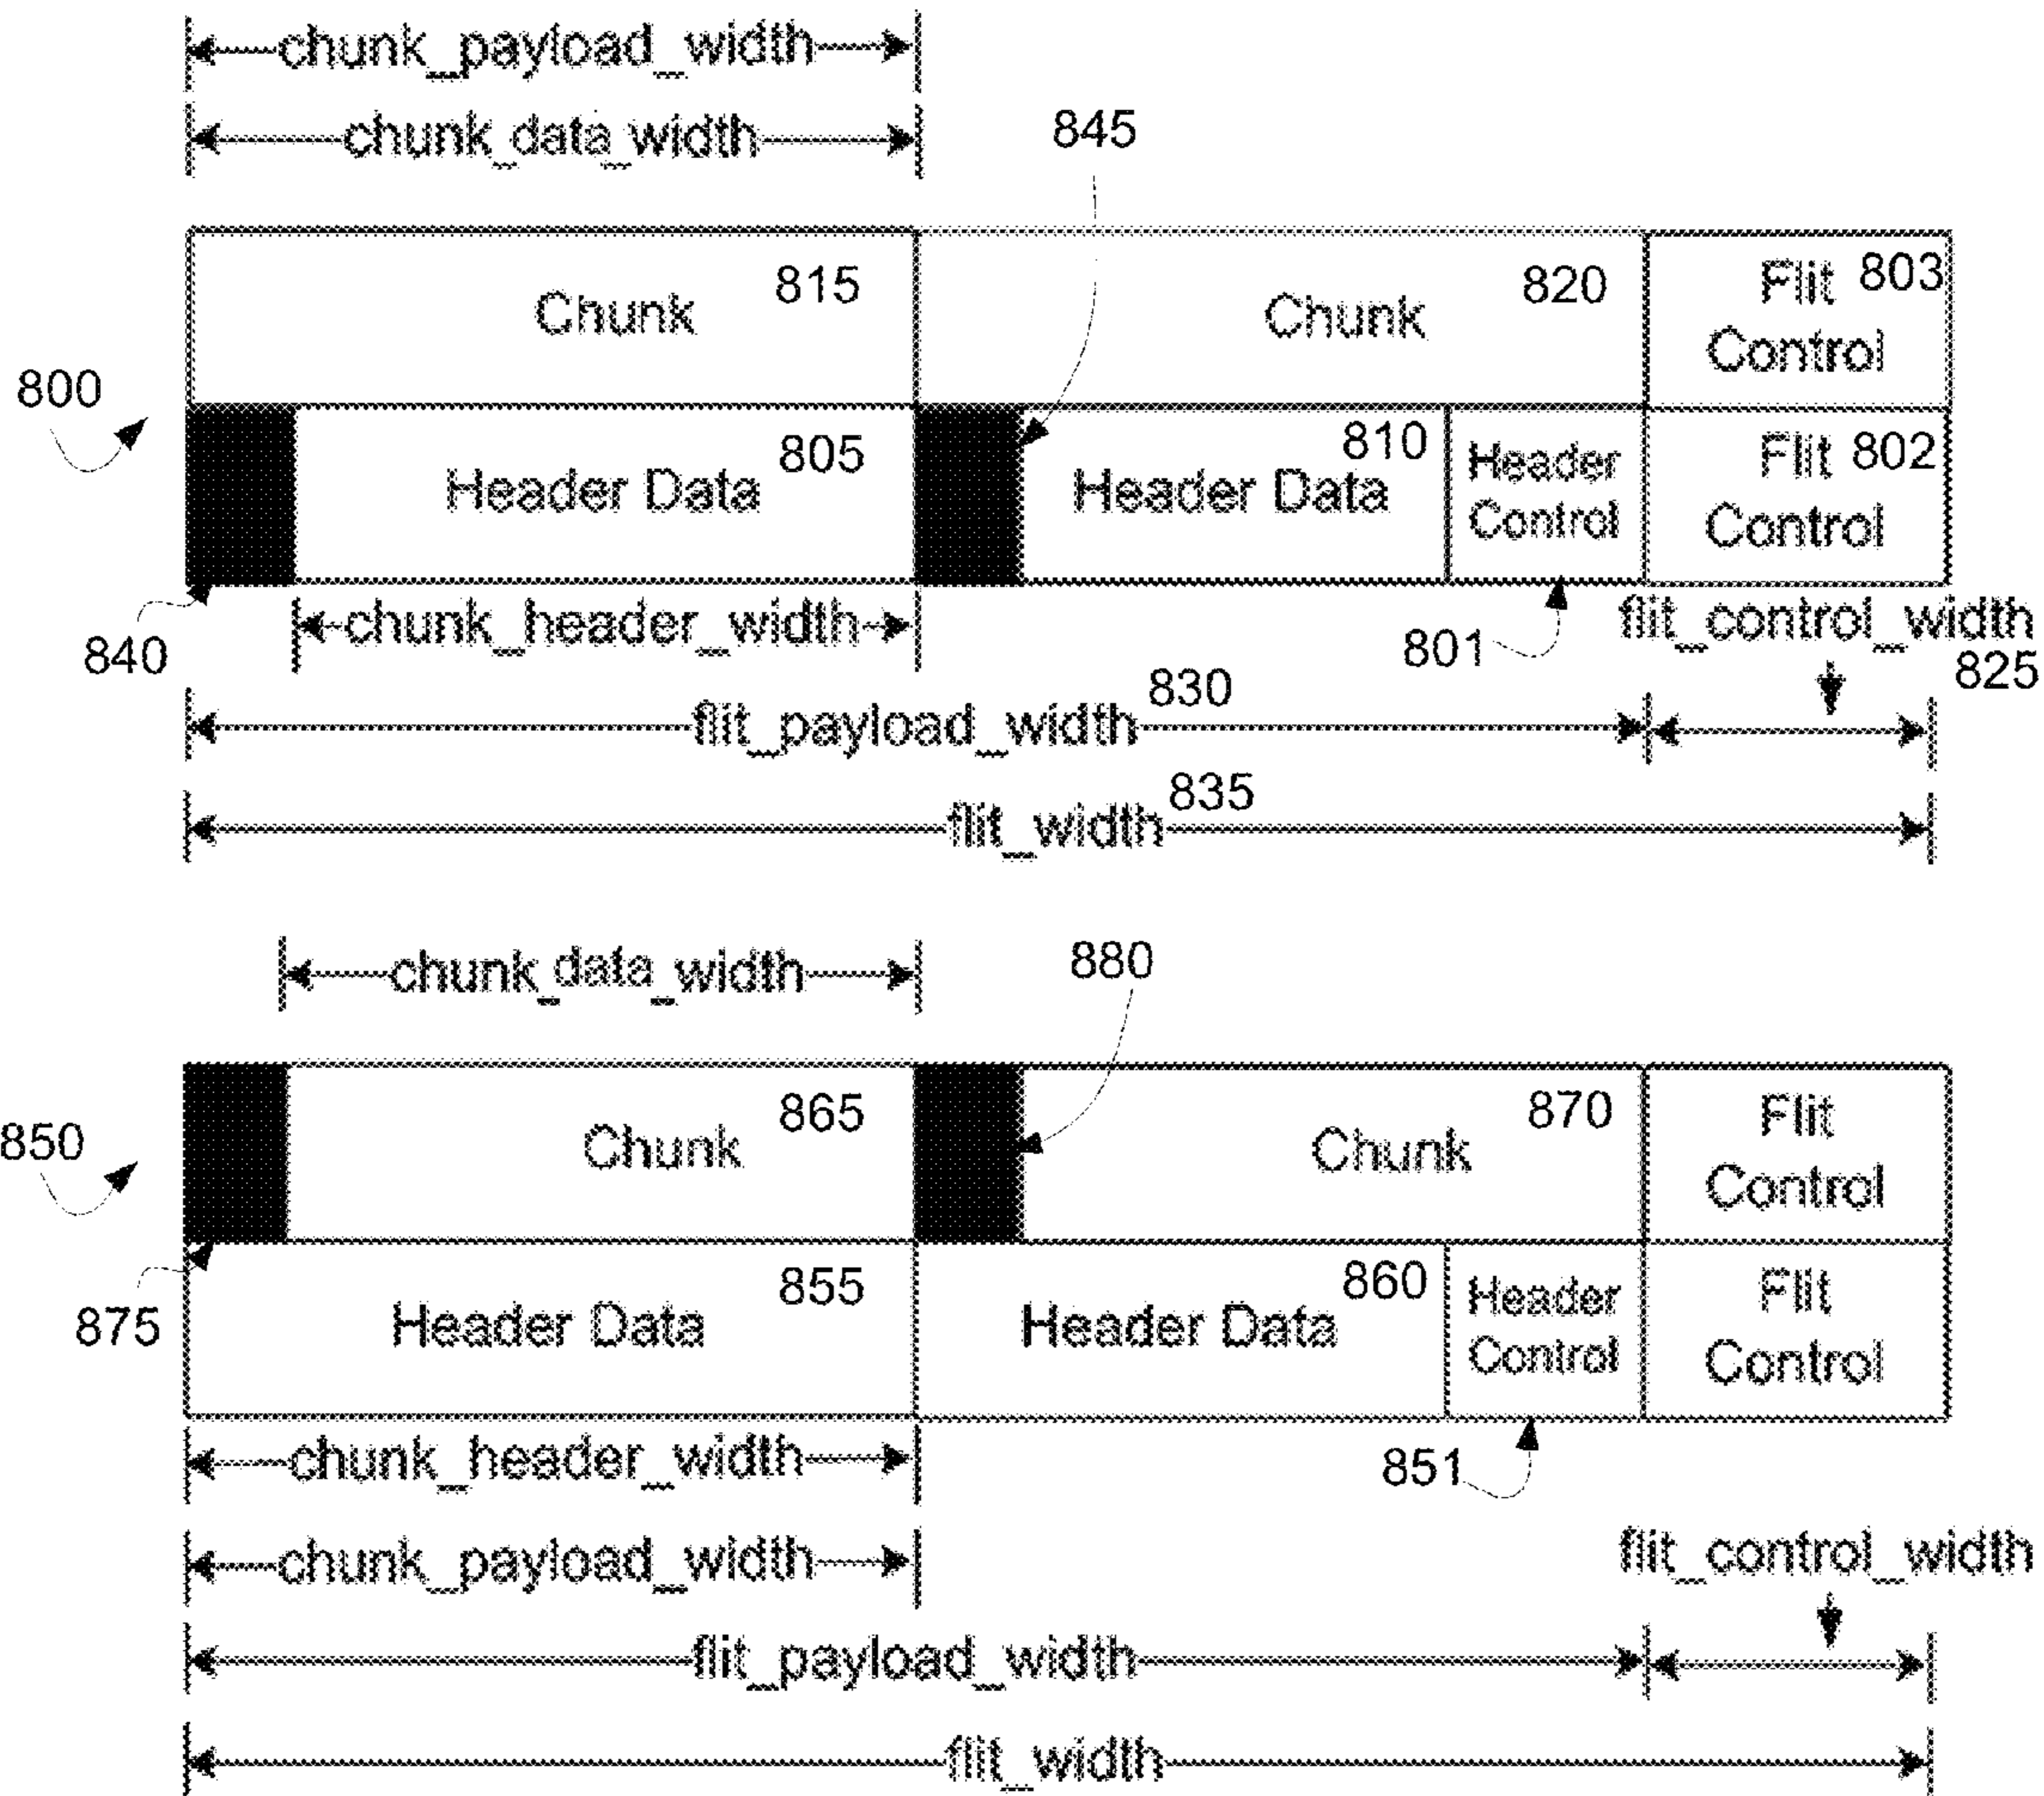 chunk_payload_width
chunk_data_width
845
Chunk 815
Chunk 820
Flit 803
Control
800
Header Data 805
Header Data 810
Header
Control
Flit 802
Control
840
chunk_header_width
801
flit_control_width
825
flit_payload_width 830
flit_width 835
chunk_data_width
880
850
Chunk 865
Chunk 870
Flit
Control
875
Header Data 855
Header Data 860
Header
Control
Flit
Control
chunk_header_width
851
chunk_payload_width
flit_control_width
flit_payload_width
flit_width